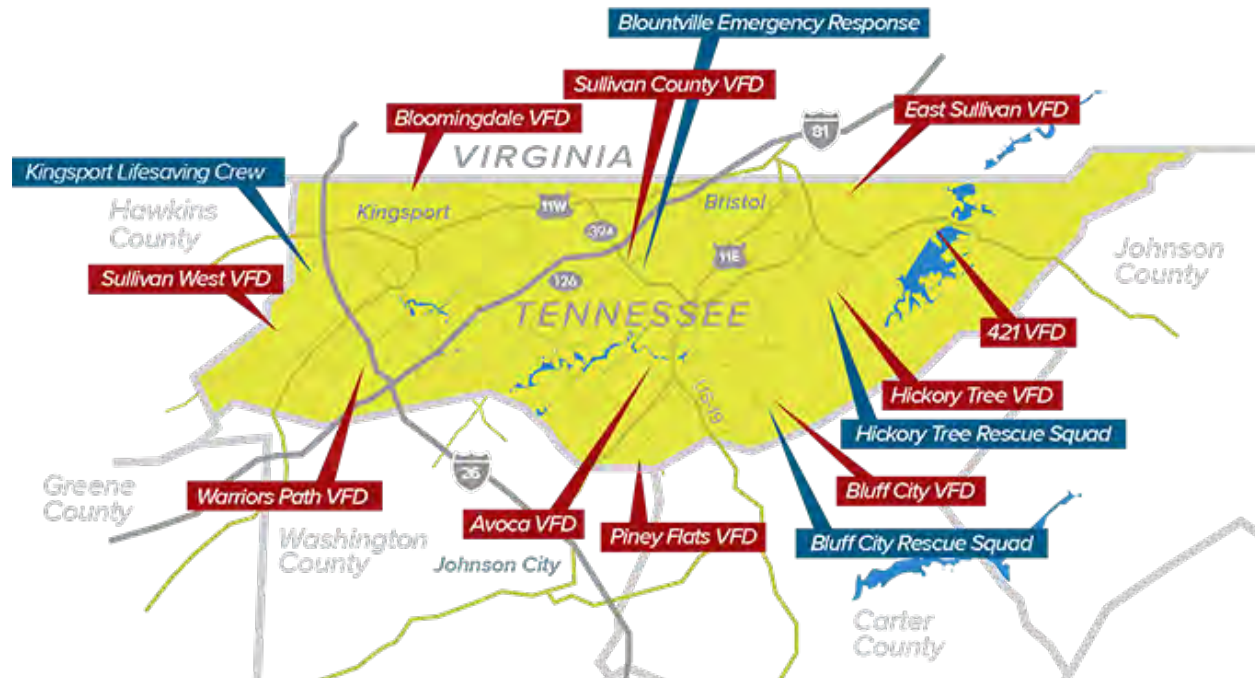 Blountville Emergency Response
Sullivan County VFD
East Sullivan VFD
Bloomingdale VFD
81
VIRGINIA
Kingsport Lifesaving Crew
Hawkins
County
Kingsport
11W
Bristol
394
11E
Johnson
County
Sullivan West VFD
126
TENNESSEE
421 VFD
US-19
Hickory Tree VFD
Hickory Tree Rescue Squad
26
Greene
County
Warriors Path VFD
Bluff City VFD
Avoca VFD
Piney Flats VFD
Washington
County
Bluff City Rescue Squad
Johnson City
Carter
County